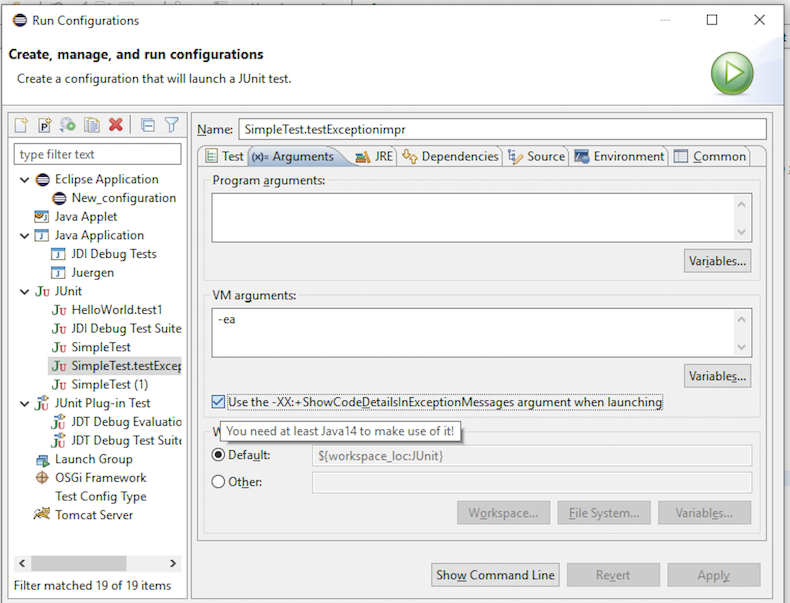 Run Configurations
Create, manage, and run configurations
Create a configuration that will launch a JUnit test.
type filter text
Eclipse Application
New_configuration
Java Applet
Java Application
JDI Debug Tests
Juergen
JUnit
HelloWorld.test1
JDI Debug Test Suite
SimpleTest
SimpleTest.testExcep
SimpleTest (1)
JUnit Plug-in Test
JDT Debug Evaluatio
JDT Debug Test Suite
Launch Group
OSGi Framework
Test Config Type
Tomcat Server
Filter matched 19 of 19 items
Name: SimpleTest.testExceptionimpr
Test (x)= Arguments JRE Dependencies Source Environment Common
Program arguments:
Variables...
VM arguments:
-ea
Variables...
Use the -XX:+ShowCodeDetailsInExceptionMessages argument when launching
You need at least Java14 to make use of it!
Default: ${workspace_loc:JUnit}
Other:
Workspace... File System... Variables...
Show Command Line Revert Apply